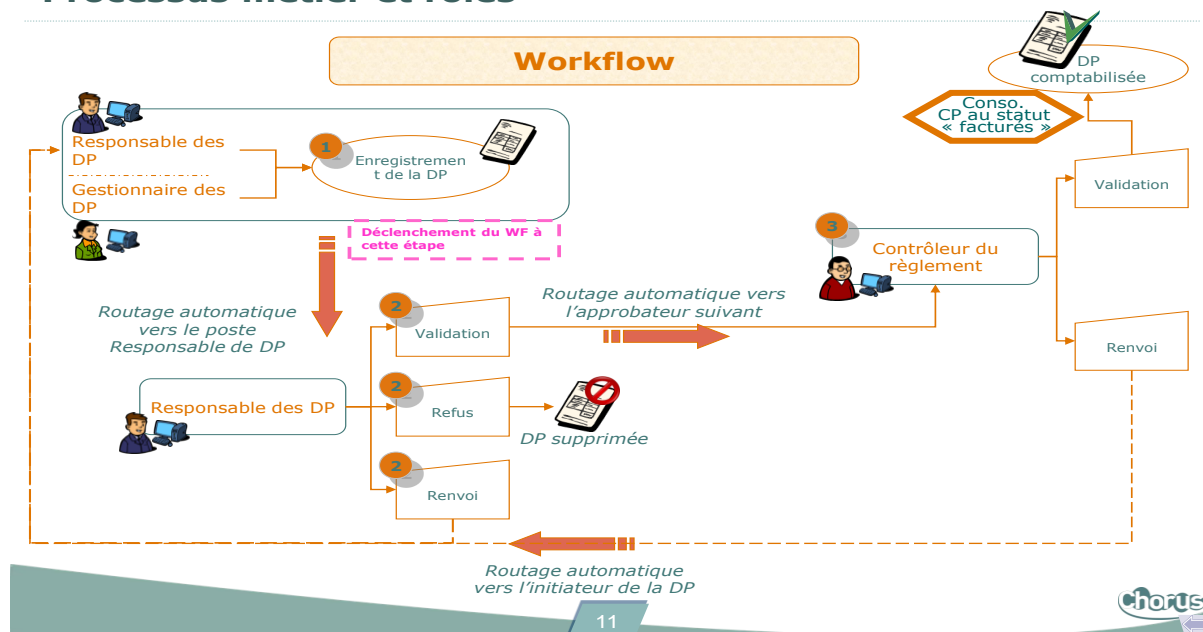 Processus métier et rôles
Workflow
DP
comptabilisée
Conso.
CP au statut
« facturés »
Responsable des
DP
Gestionnaire des
DP
1
Enregistremen
t de la DP
Validation
Déclenchement du WF à
cette étape
3
Contrôleur du
règlement
Routage automatique
vers le poste
Responsable de DP
2
Validation
Routage automatique vers
l'approbateur suivant
Renvoi
Responsable des DP
2
Refus
DP supprimée
2
Renvoi
Routage automatique
vers l'initiateur de la DP
11
Chorus